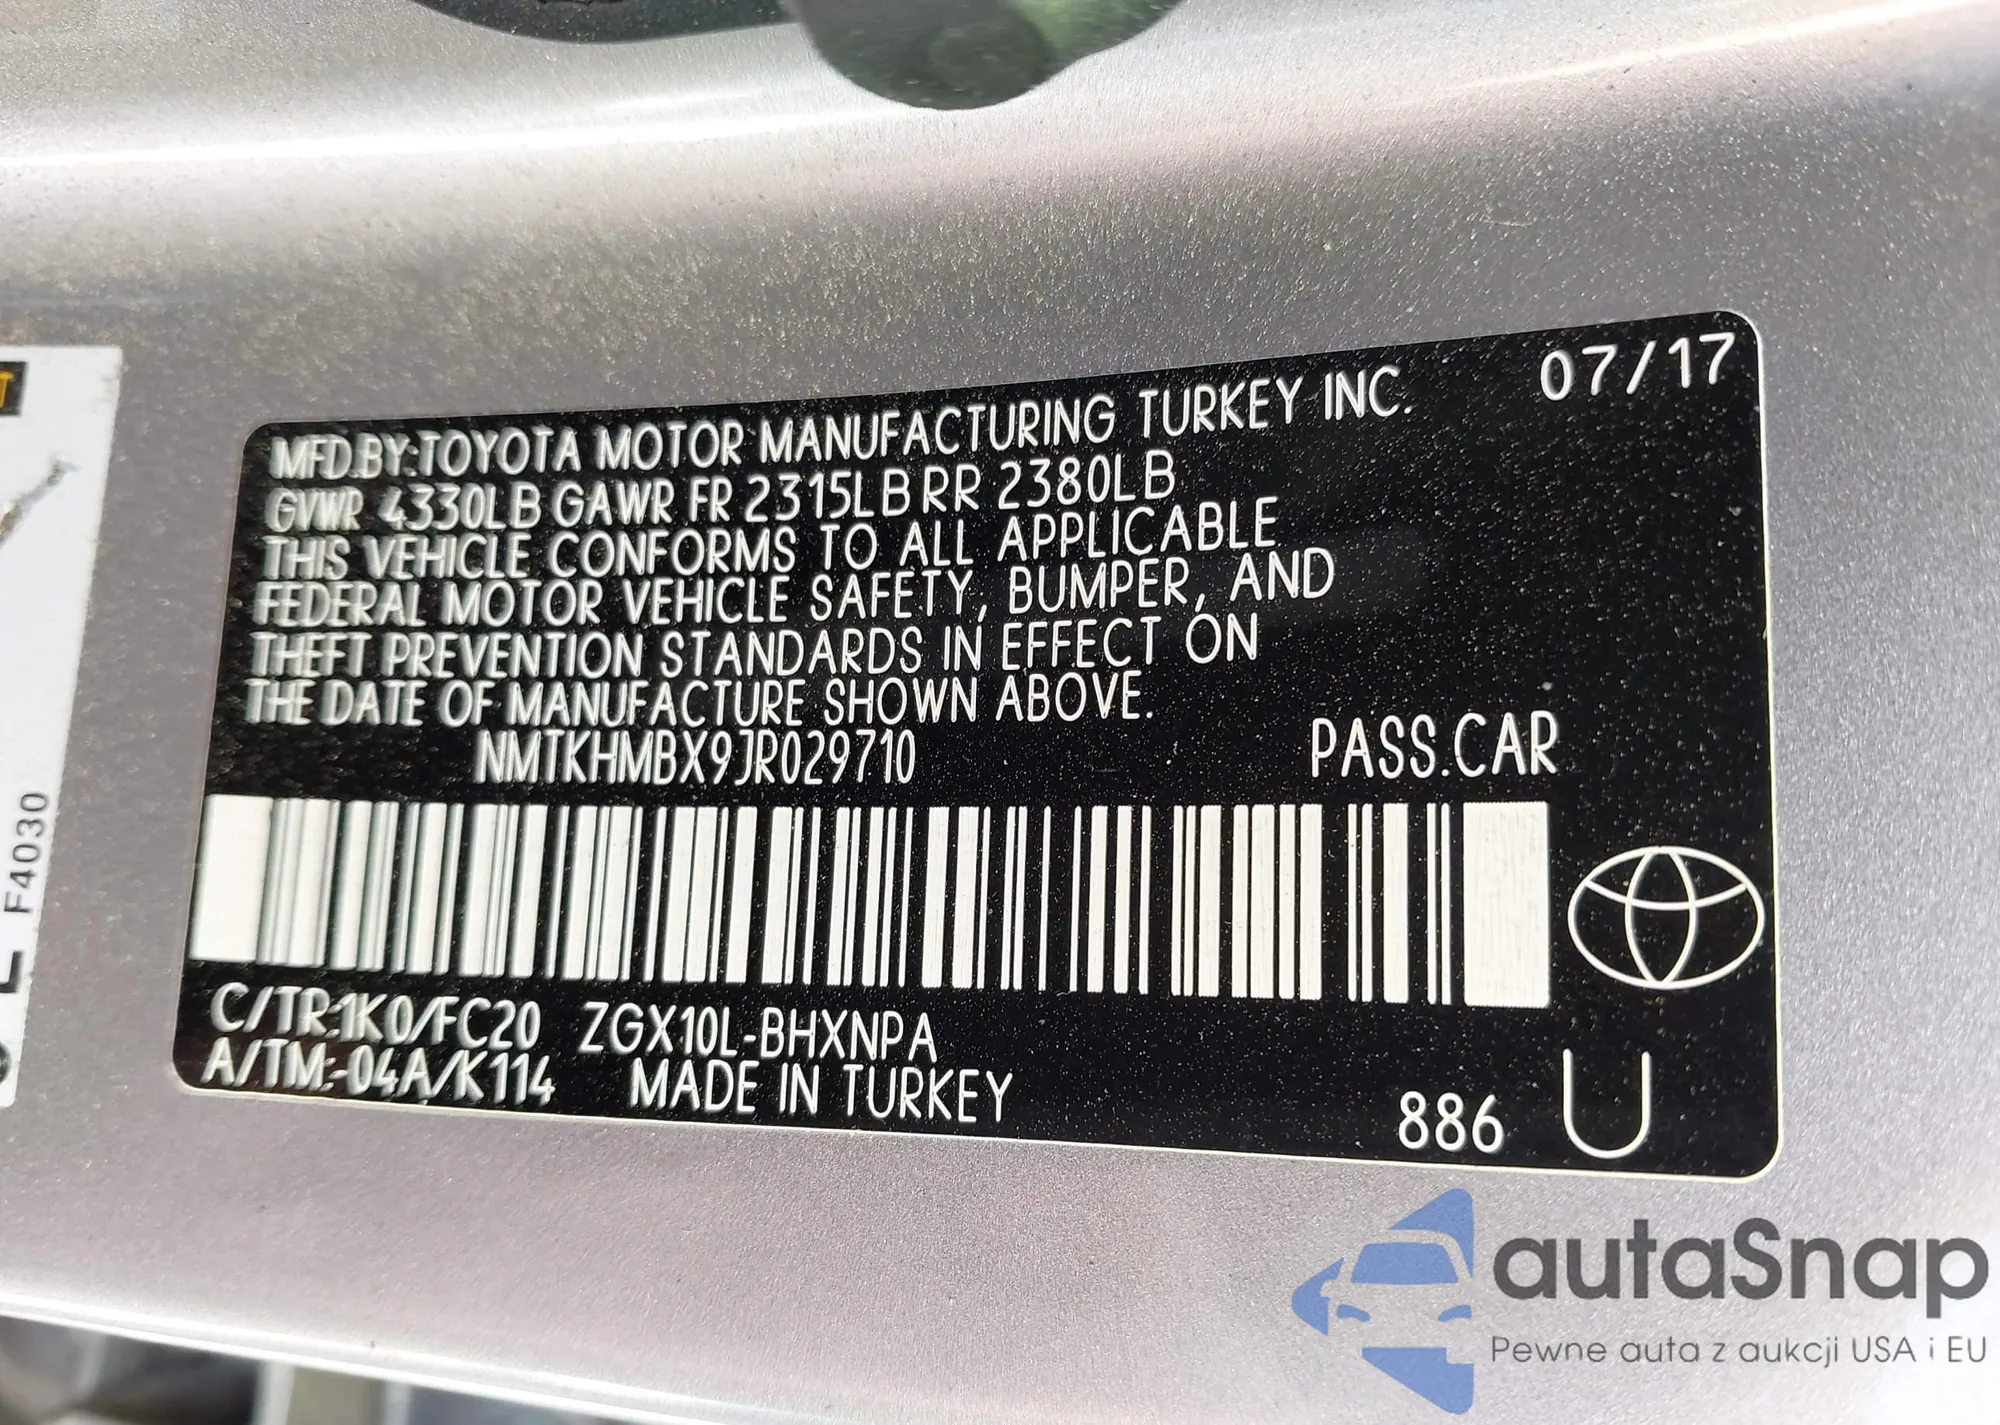 07/17
MFD.BY:TOYOTA MOTOR MANUFACTURING TURKEY INC.
GVWR 4330LB GAWR FR 2315LB RR 2380LB
THIS VEHICLE CONFORMS TO ALL APPLICABLE
FEDERAL MOTOR VEHICLE SAFETY, BUMPER, AND
THEFT PREVENTION STANDARDS IN EFFECT ON
THE DATE OF MANUFACTURE SHOWN ABOVE.
NMTKHMBX9JR029710 PASS.CAR
C/TR:1K0/FC20 ZGX10L-BHXNPA
A/TM:-04A/K114 MADE IN TURKEY
886 U
F4030
autaSnap
Pewne auta z aukcji USA i EU